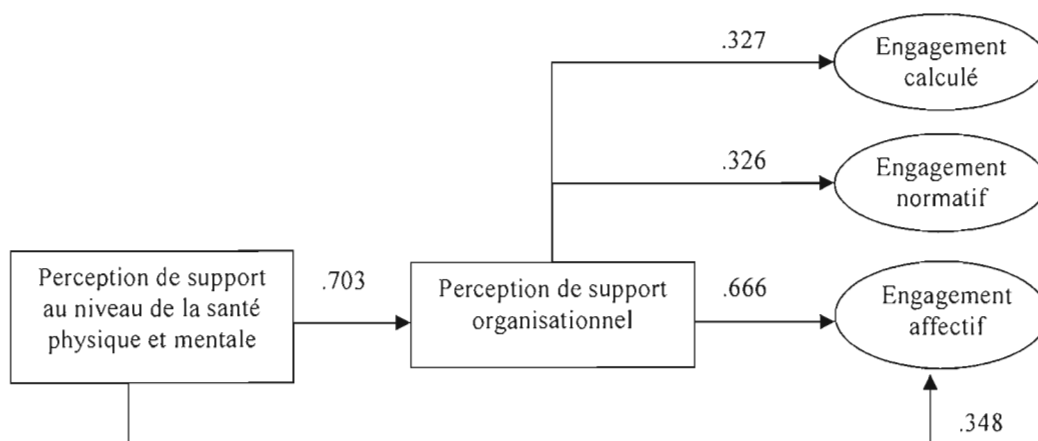 .327
Engagement
calculé
.326
Engagement
normatif
Perception de support
au niveau de la santé
physique et mentale
.703
Perception de support
organisationnel
.666
Engagement
affectif
.348